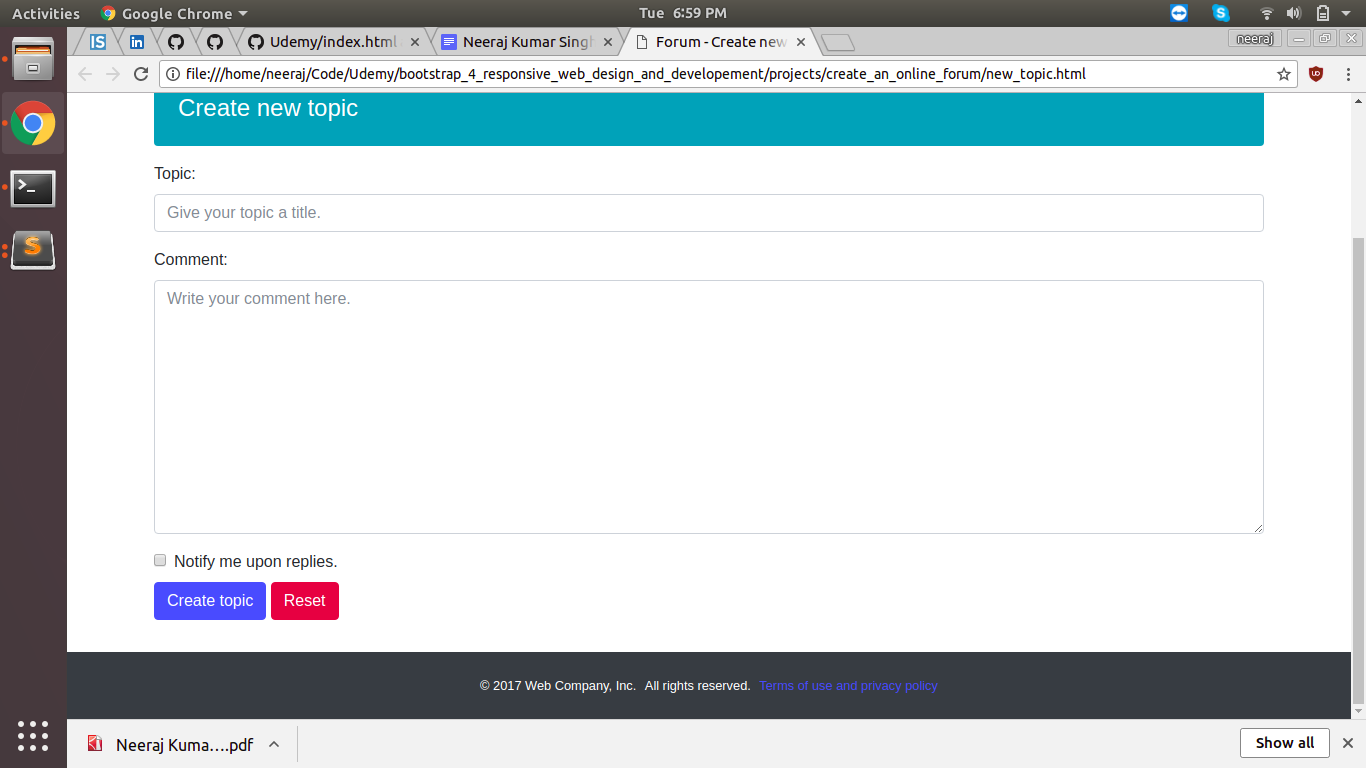 Activities Google Chrome Tue 6:59 PM
Udemy/index.html Neeraj Kumar Singh Forum - Create new neeraj
file:///home/neeraj/Code/Udemy/bootstrap_4_responsive_web_design_and_developement/projects/create_an_online_forum/new_topic.html
Create new topic
Topic:
Give your topic a title.
Comment:
Write your comment here.
Notify me upon replies.
Create topic Reset
© 2017 Web Company, Inc. All rights reserved. Terms of use and privacy policy
Neeraj Kuma....pdf Show all